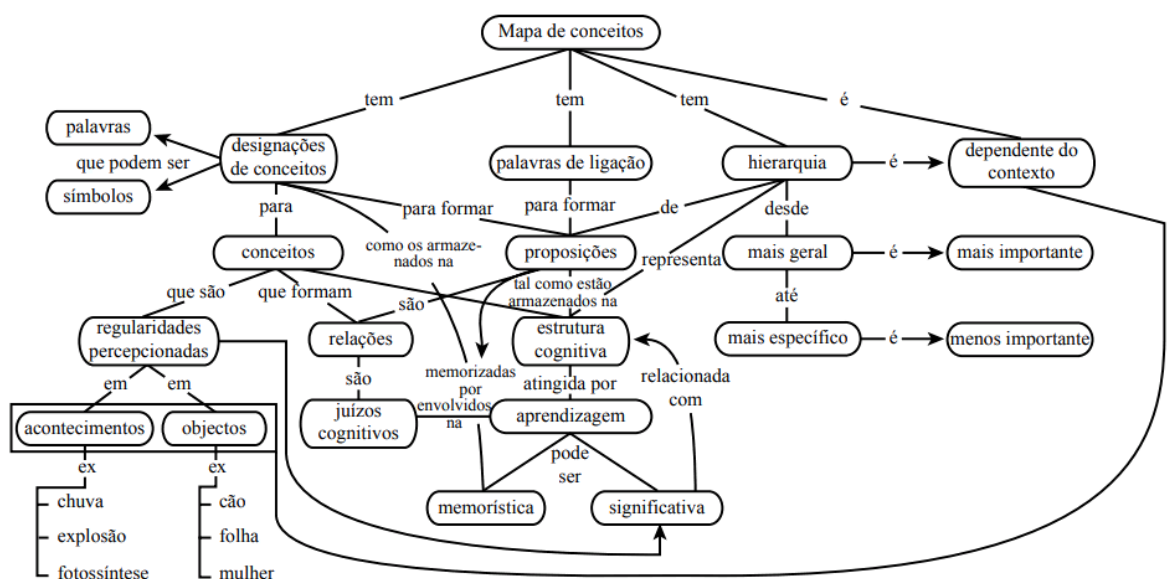 Mapa de conceitos
tem
tem
tem
é
palavras
que podem ser
símbolos
designações
de conceitos
palavras de ligação
hierarquia
é
dependente do
contexto
para
para formar
para formar
de
desde
como os armaze-
nados na
representa
conceitos
proposições
mais geral
é
mais importante
que são
que formam
são
tal como estão
armazenados na
até
regularidades
percepcionadas
relações
estrutura
cognitiva
mais específico
é
menos importante
em
em
são
memorizadas
por
envolvidos
na
atingida por
relacionada
com
acontecimentos
objectos
juízos
cognitivos
aprendizagem
ex
ex
pode
ser
chuva
cão
memorística
significativa
explosão
folha
fotossíntese
mulher